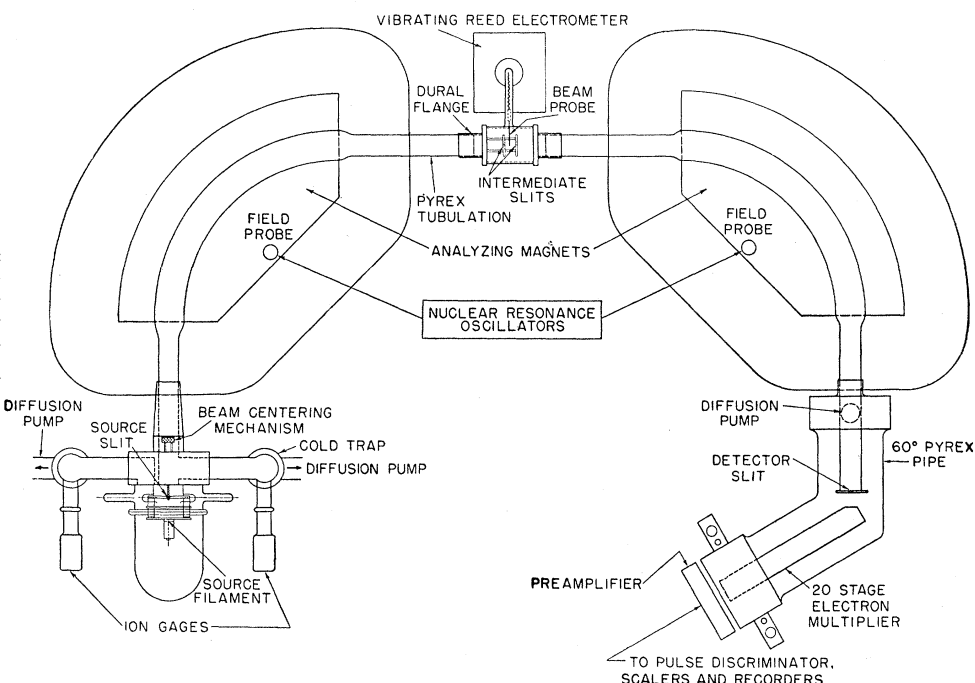 VIBRATING REED ELECTROMETER
DURAL
FLANGE
BEAM
PROBE
INTERMEDIATE
SLITS
PYREX
TUBULATION
FIELD
PROBE
ANALYZING MAGNETS
FIELD
PROBE
NUCLEAR RESONANCE
OSCILLATORS
DIFFUSION
PUMP
SOURCE
SLIT
BEAM CENTERING
MECHANISM
COLD TRAP
DIFFUSION PUMP
SOURCE
FILAMENT
ION GAGES
DIFFUSION
PUMP
60° PYREX
PIPE
DETECTOR
SLIT
PREAMPLIFIER
20 STAGE
ELECTRON
MULTIPLIER
TO PULSE DISCRIMINATOR,
SCALERS AND RECORDERS